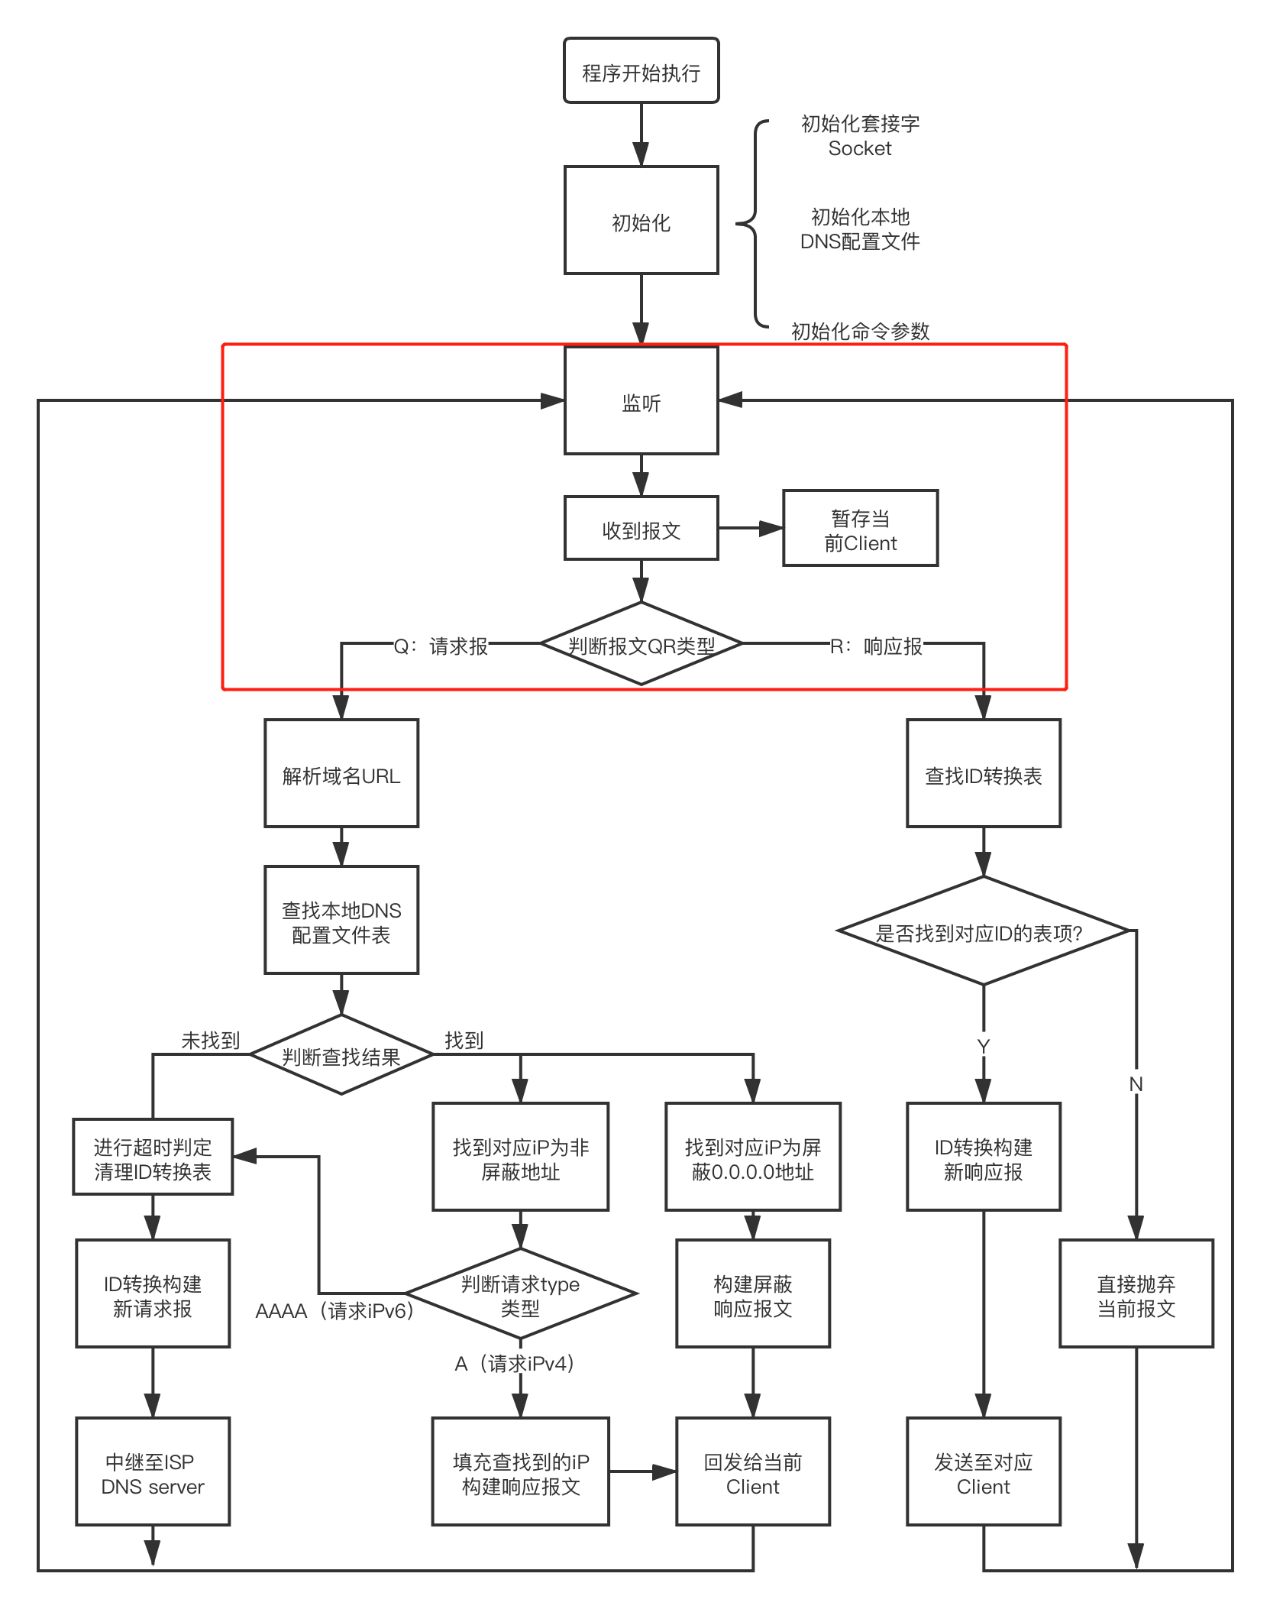 程序开始执行
初始化套接字
Socket
初始化
初始化本地
DNS配置文件
初始化命令参数
监听
收到报文
暂存当
前Client
判断报文QR类型
Q：请求报
R：响应报
解析域名URL
查找ID转换表
查找本地DNS
配置文件表
是否找到对应ID的表项?
判断查找结果
未找到
找到
Y
N
进行超时判定
清理ID转换表
找到对应iP为非
屏蔽地址
找到对应iP为屏
蔽0.0.0.0地址
ID转换构建
新响应报
ID转换构建
新请求报
AAAA（请求iPv6）
判断请求type
类型
构建屏蔽
响应报文
直接抛弃
当前报文
A（请求iPv4）
中继至ISP
DNS server
填充查找到的iP
构建响应报文
回发给当前
Client
发送至对应
Client